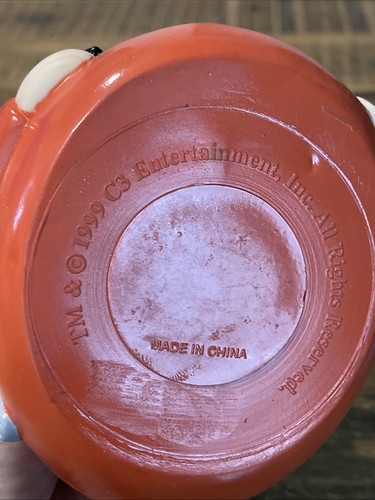 TM & © 1999 C3 Entertainment, Inc. All Rights Reserved.
MADE IN CHINA